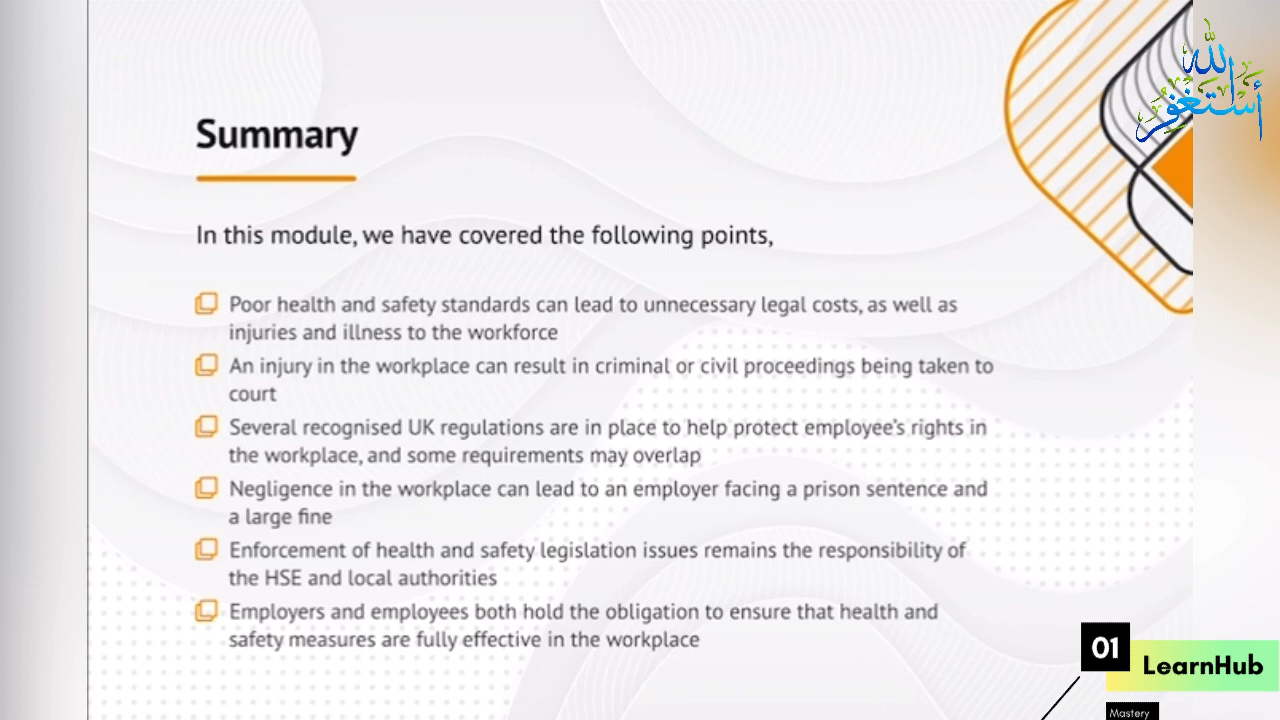 أستغفر الله
Summary
In this module, we have covered the following points,
Poor health and safety standards can lead to unnecessary legal costs, as well as
injuries and illness to the workforce
An injury in the workplace can result in criminal or civil proceedings being taken to
court
Several recognised UK regulations are in place to help protect employee's rights in
the workplace, and some requirements may overlap
Negligence in the workplace can lead to an employer facing a prison sentence and
a large fine
Enforcement of health and safety legislation issues remains the responsibility of
the HSE and local authorities
Employers and employees both hold the obligation to ensure that health and
safety measures are fully effective in the workplace
01
LearnHub
Mastery